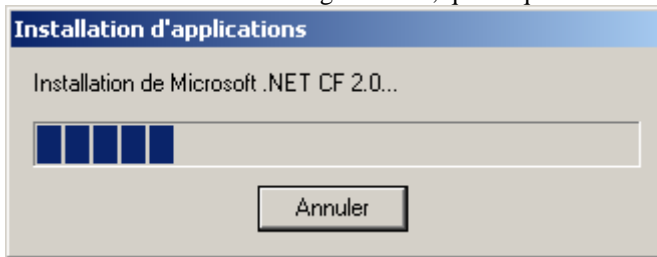 Installation d'applications
Installation de Microsoft .NET CF 2.0...
Annuler